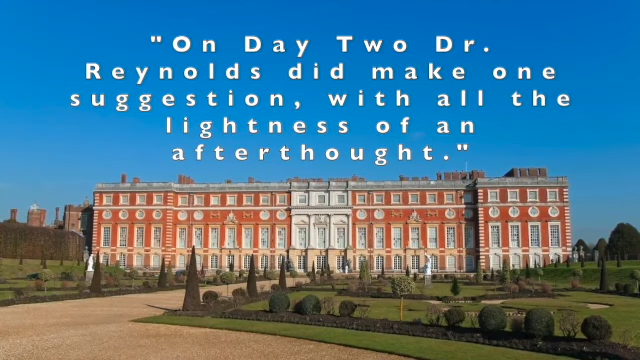 "On Day Two Dr.
Reynolds did make one
suggestion, with all the
lightness of an
afterthought."